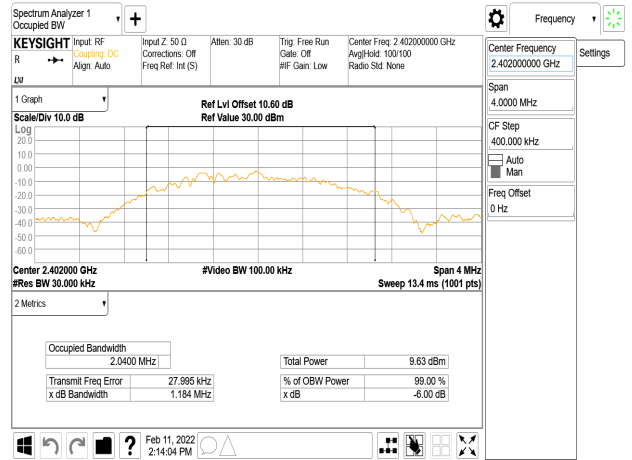 Spectrum Analyzer 1
Occupied BW
Frequency
KEYSIGHT
R
Input: RF
Coupling: DC
Align: Auto
Input Z: 50 Ω
Corrections: Off
Freq Ref: Int (S)
Atten: 30 dB
Trig: Free Run
Gate: Off
#IF Gain: Low
Center Freq: 2.402000000 GHz
Avg|Hold: 100/100
Radio Std: None
Center Frequency
2.402000000 GHz
Settings
Span
4.0000 MHz
CF Step
400.000 kHz
Auto
Man
Freq Offset
0 Hz
1 Graph
Scale/Div 10.0 dB
Ref Lvl Offset 10.60 dB
Ref Value 30.00 dBm
Log
20.0
10.0
0.00
-10.0
-20.0
-30.0
-40.0
-50.0
-60.0
Center 2.402000 GHz
#Res BW 30.000 kHz
#Video BW 100.00 kHz
Span 4 MHz
Sweep 13.4 ms (1001 pts)
2 Metrics
Occupied Bandwidth
2.0400 MHz
Transmit Freq Error 27.995 kHz
x dB Bandwidth 1.184 MHz
Total Power 9.63 dBm
% of OBW Power 99.00 %
x dB -6.00 dB
?
Feb 11, 2022
2:14:04 PM